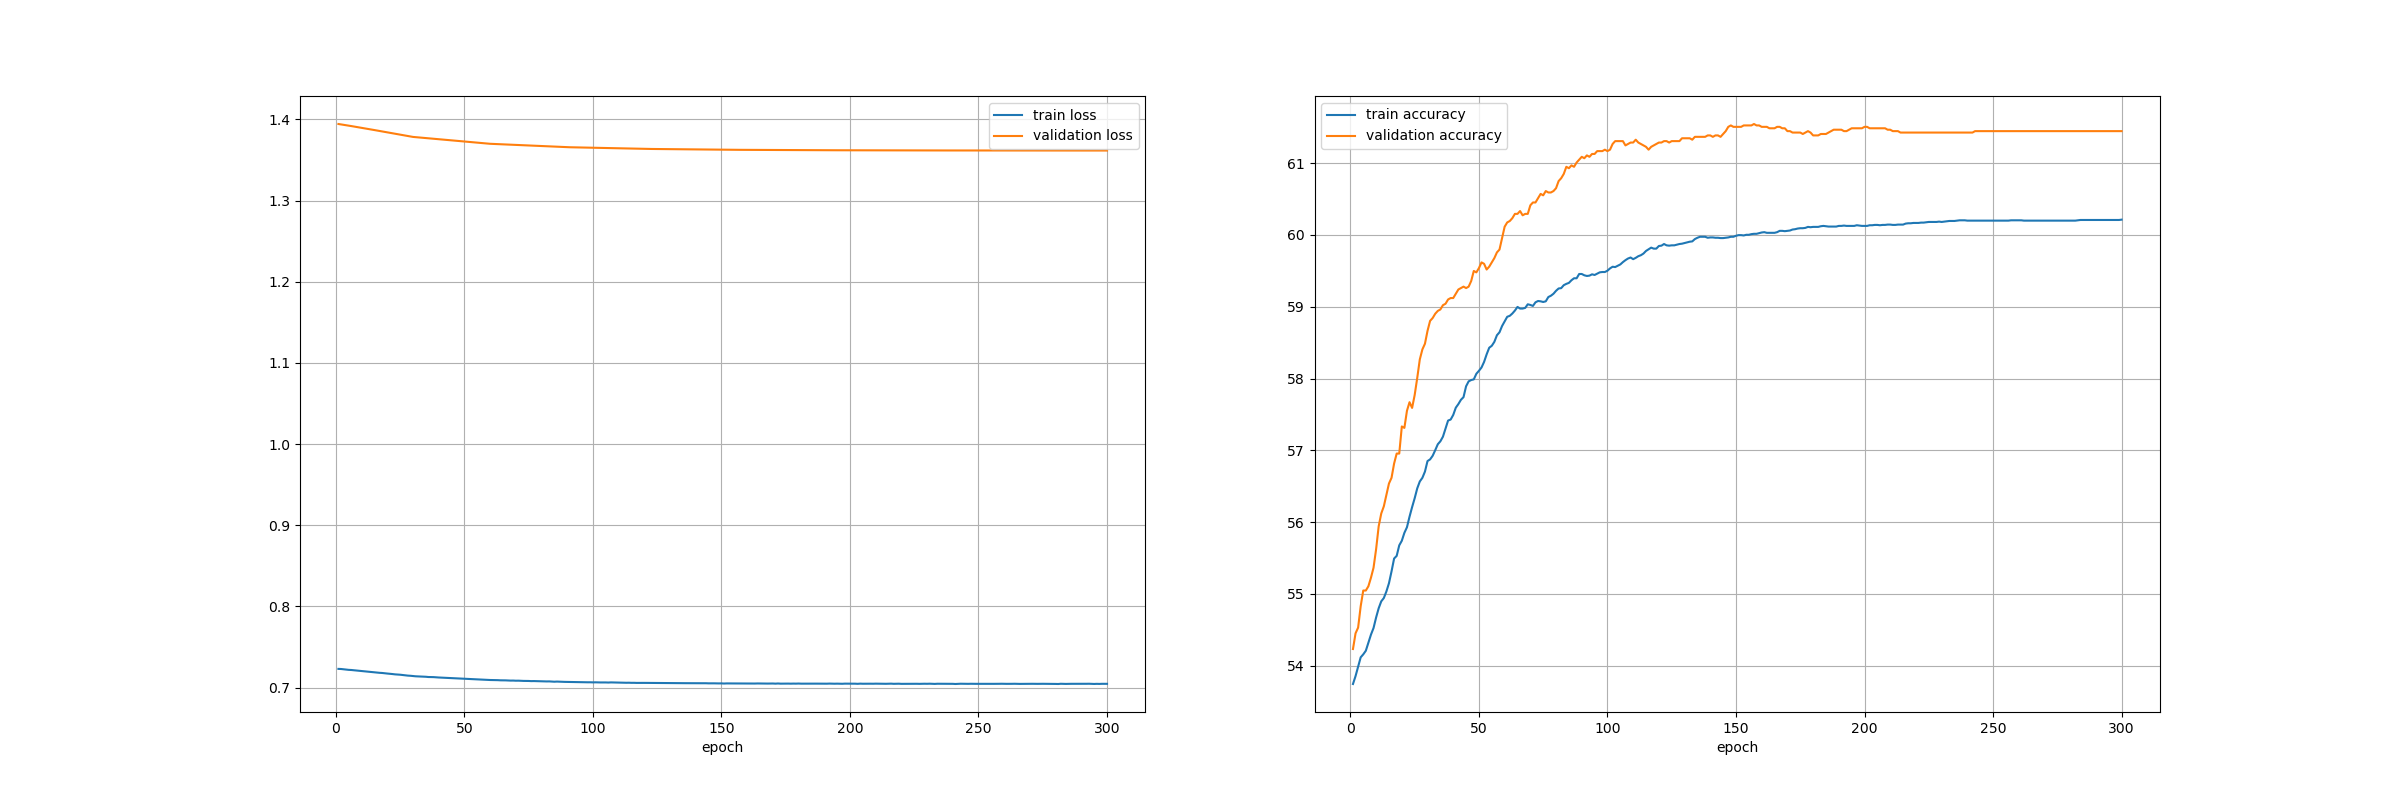 train loss
validation loss
1.4
1.3
1.2
1.1
1.0
0.9
0.8
0.7
0 50 100 150 200 250 300
epoch
train accuracy
validation accuracy
61
60
59
58
57
56
55
54
0 50 100 150 200 250 300
epoch